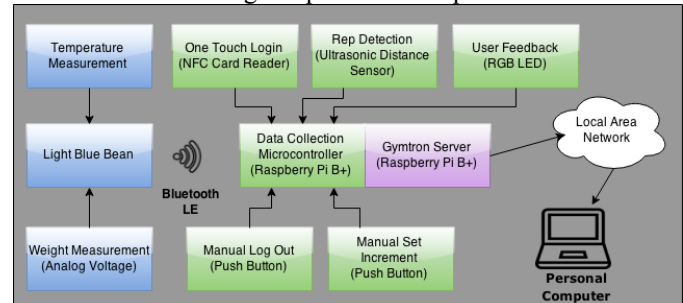 Temperature
Measurement
One Touch Login
(NFC Card Reader)
Rep Detection
(Ultrasonic Distance
Sensor)
User Feedback
(RGB LED)
Light Blue Bean
Bluetooth
LE
Data Collection
Microcontroller
(Raspberry Pi B+)
Gymtron Server
(Raspberry Pi B+)
Local Area
Network
Weight Measurement
(Analog Voltage)
Manual Log Out
(Push Button)
Manual Set
Increment
(Push Button)
Personal
Computer